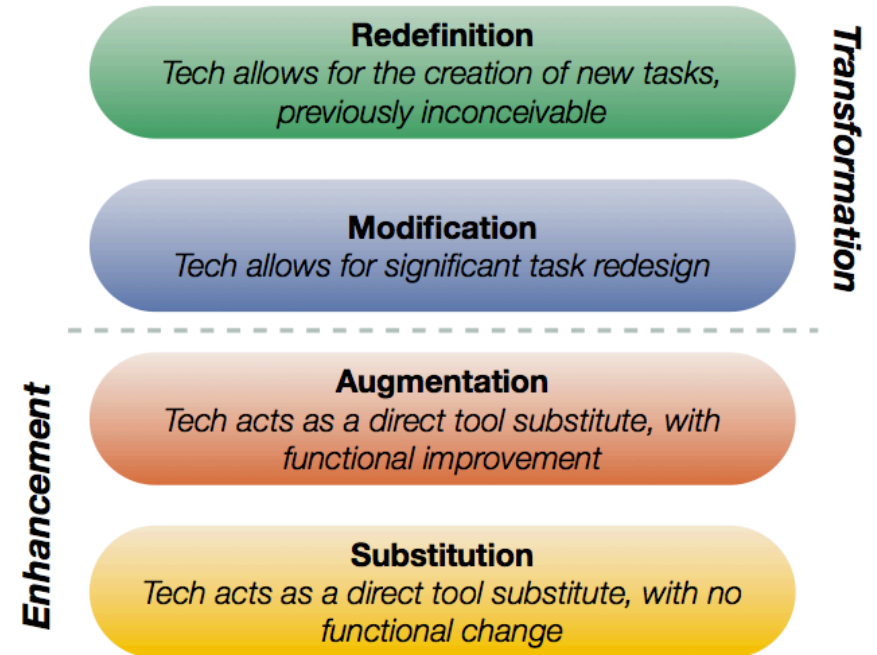 Redefinition
Tech allows for the creation of new tasks,
previously inconceivable
Transformation
Modification
Tech allows for significant task redesign
Augmentation
Tech acts as a direct tool substitute, with
functional improvement
Enhancement
Substitution
Tech acts as a direct tool substitute, with no
functional change